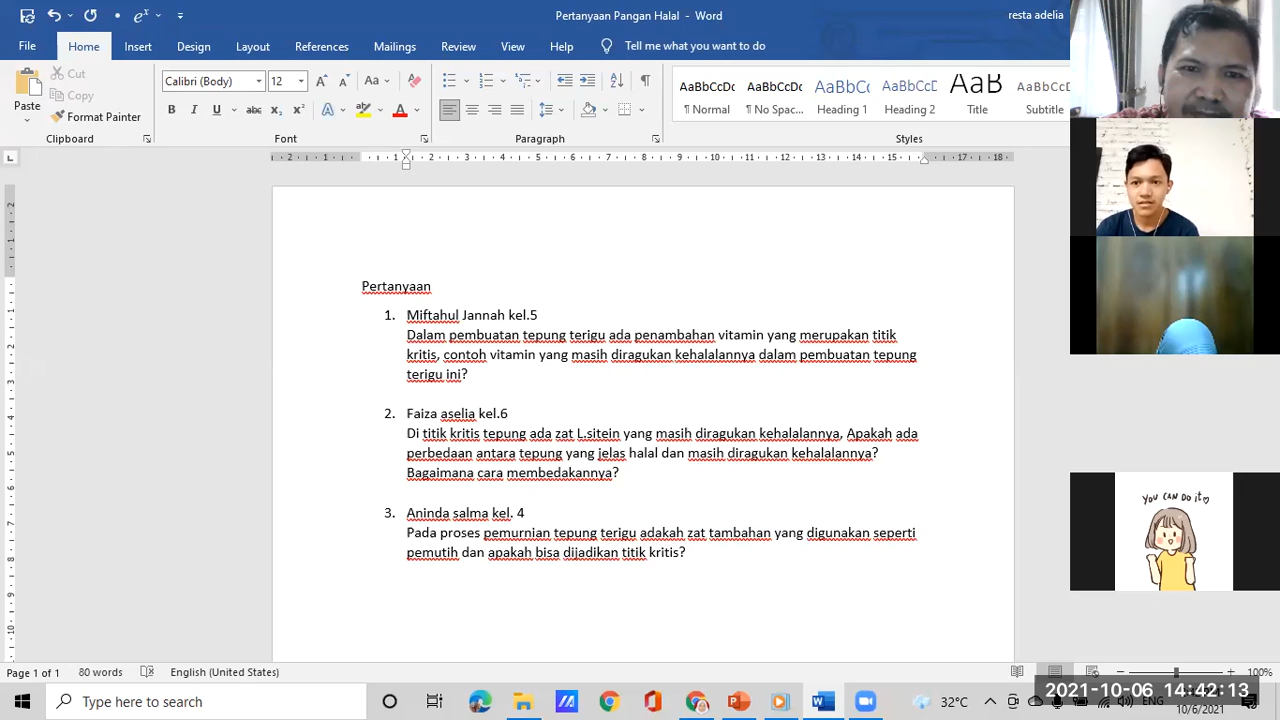 Pertanyaan Pangan Halal - Word
resta adelia
File Home Insert Design Layout References Mailings Review View Help Tell me what you want to do
Cut
Copy
Format Painter
Paste
Calibri (Body) 12
AaBbCcDc AaBbCcDc AaBbCc AaBbCcD AaB AaBbCcD
¶ Normal ¶ No Spac... Heading 1 Heading 2 Title Subtitle
Clipboard Font Paragraph Styles
Pertanyaan
1. Miftahul Jannah kel.5
Dalam pembuatan tepung terigu ada penambahan vitamin yang merupakan titik
kritis, contoh vitamin yang masih diragukan kehalalannya dalam pembuatan tepung
terigu ini?
2. Faiza aselia kel.6
Di titik kritis tepung ada zat L.sitein yang masih diragukan kehalalannya, Apakah ada
perbedaan antara tepung yang jelas halal dan masih diragukan kehalalannya?
Bagaimana cara membedakannya?
3. Aninda salma kel. 4
Pada proses pemurnian tepung terigu adakah zat tambahan yang digunakan seperti
pemutih dan apakah bisa dijadikan titik kritis?
YOU CAN DO it
Page 1 of 1 80 words English (United States) 100%
Type here to search
32°C
ENG
10/6/2021
2021-10-06 14:42:13